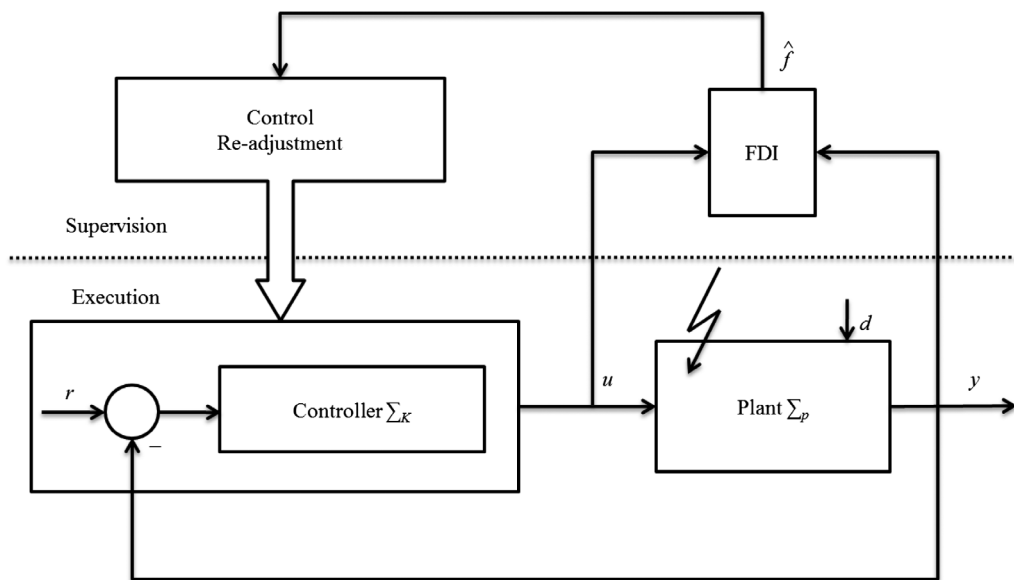 f̂
Control
Re-adjustment
FDI
Supervision
Execution
d
r
Controller ∑K
u
Plant ∑p
y
−